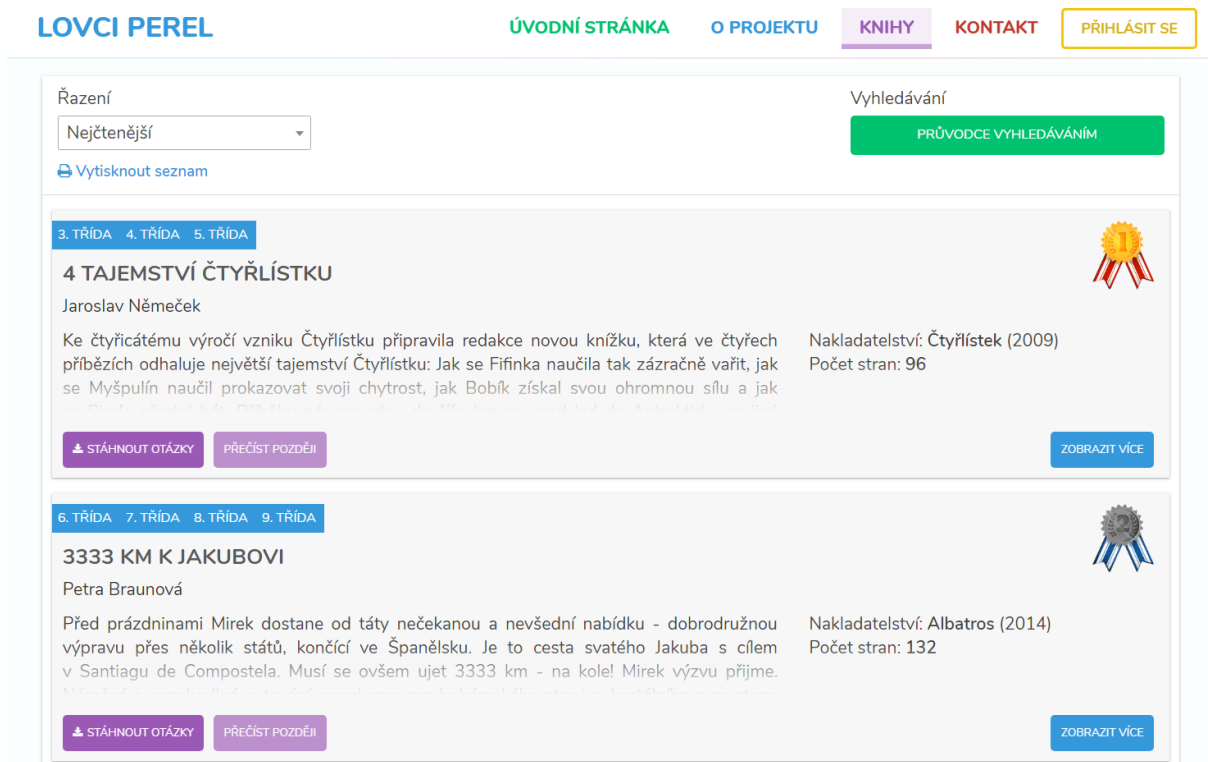 LOVCI PEREL
ÚVODNÍ STRÁNKA O PROJEKTU KNIHY KONTAKT PŘIHLÁSIT SE
Řazení
Nejčtenější
Vytisknout seznam
Vyhledávání
PRŮVODCE VYHLEDÁVÁNÍM
3. TŘÍDA 4. TŘÍDA 5. TŘÍDA
1
4 TAJEMSTVÍ ČTYŘLÍSTKU
Jaroslav Němeček
Ke čtyřicátému výročí vzniku Čtyřlístku připravila redakce novou knížku, která ve čtyřech
příbězích odhaluje největší tajemství Čtyřlístku: Jak se Fifinka naučila tak zázračně vařit, jak
se Myšpulín naučil prokazovat svoji chytrost, jak Bobík získal svou ohromnou sílu a jak
Nakladatelství: Čtyřlístek (2009)
Počet stran: 96
STÁHNOUT OTÁZKY PŘEČÍST POZDĚJI ZOBRAZIT VÍCE
6. TŘÍDA 7. TŘÍDA 8. TŘÍDA 9. TŘÍDA
2
3333 KM K JAKUBOVI
Petra Braunová
Před prázdninami Mirek dostane od táty nečekanou a nevšední nabídku - dobrodružnou
výpravu přes několik států, končící ve Španělsku. Je to cesta svatého Jakuba s cílem
v Santiagu de Compostela. Musí se ovšem ujet 3333 km - na kole! Mirek výzvu přijme.
Nakladatelství: Albatros (2014)
Počet stran: 132
STÁHNOUT OTÁZKY PŘEČÍST POZDĚJI ZOBRAZIT VÍCE